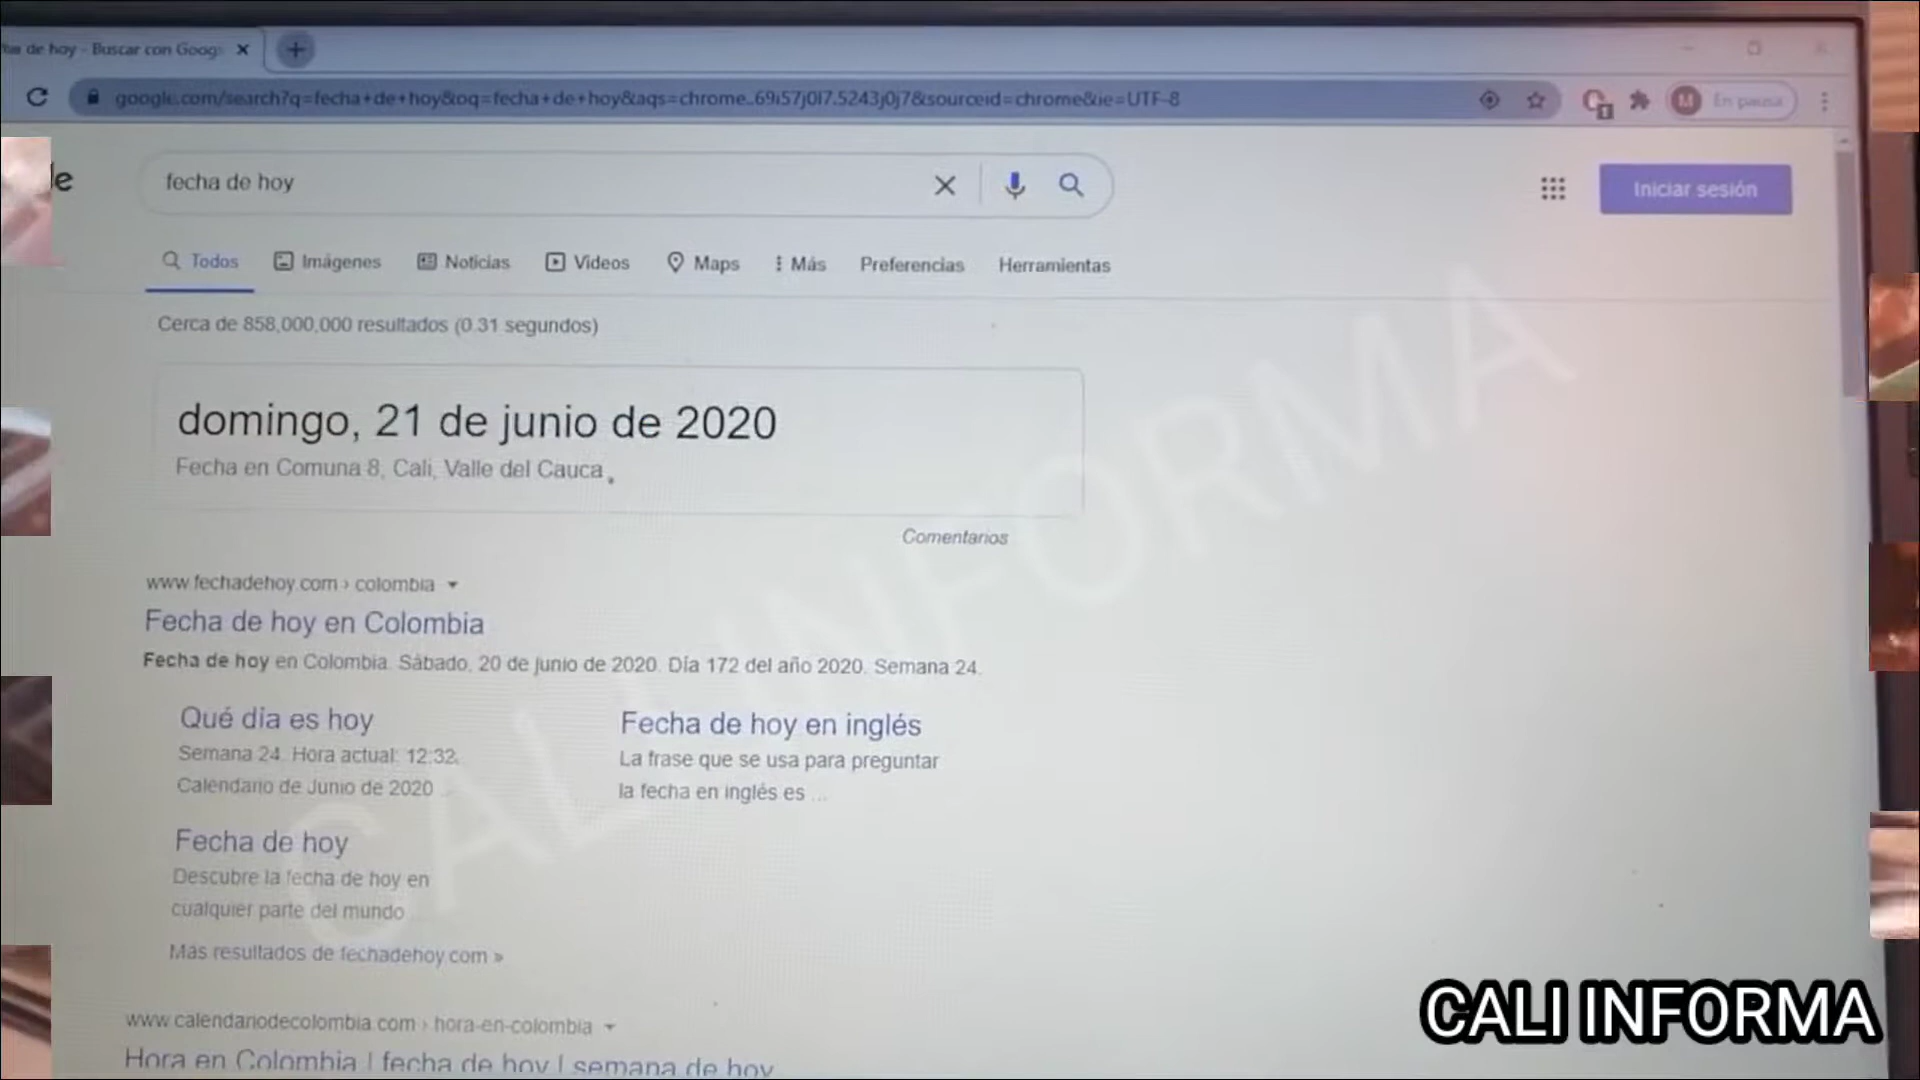 de hoy - Buscar con Goog
google.com/search?q=fecha+de+hoy&oq=fecha+de+hoy&aqs=chrome..69i57j0l7.5243j0j7&sourceid=chrome&ie=UTF-8
M En pausa
le
fecha de hoy
Iniciar sesión
Todos Imágenes Noticias Videos Maps Más Preferencias Herramientas
Cerca de 858,000,000 resultados (0.31 segundos)
domingo, 21 de junio de 2020
Fecha en Comuna 8, Cali, Valle del Cauca
Comentarios
www.fechadehoy.com › colombia
Fecha de hoy en Colombia
Fecha de hoy en Colombia. Sábado, 20 de junio de 2020. Día 172 del año 2020. Semana 24.
Qué día es hoy
Semana 24. Hora actual: 12:32.
Calendario de Junio de 2020 ...
Fecha de hoy en inglés
La frase que se usa para preguntar
la fecha en inglés es ...
Fecha de hoy
Descubre la fecha de hoy en
cualquier parte del mundo
Más resultados de fechadehoy.com »
www.calendariodecolombia.com › hora-en-colombia
Hora en Colombia | fecha de hoy | semana de hoy
CALI INFORMA
CALI INFORMA